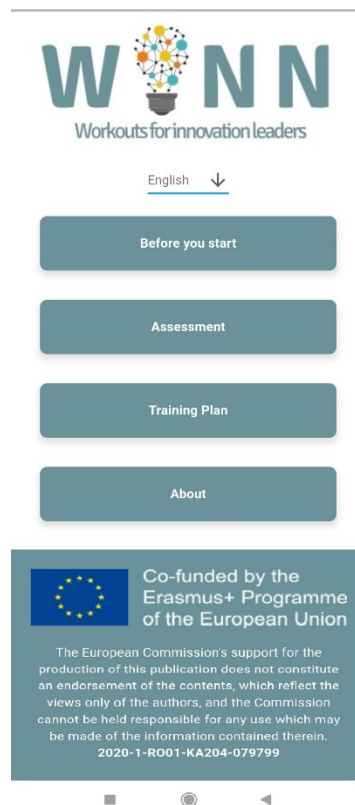 W NN
Workouts for innovation leaders
English
Before you start
Assessment
Training Plan
About
Co-funded by the
Erasmus+ Programme
of the European Union
The European Commission's support for the
production of this publication does not constitute
an endorsement of the contents, which reflect the
views only of the authors, and the Commission
cannot be held responsible for any use which may
be made of the information contained therein.
2020-1-RO01-KA204-079799